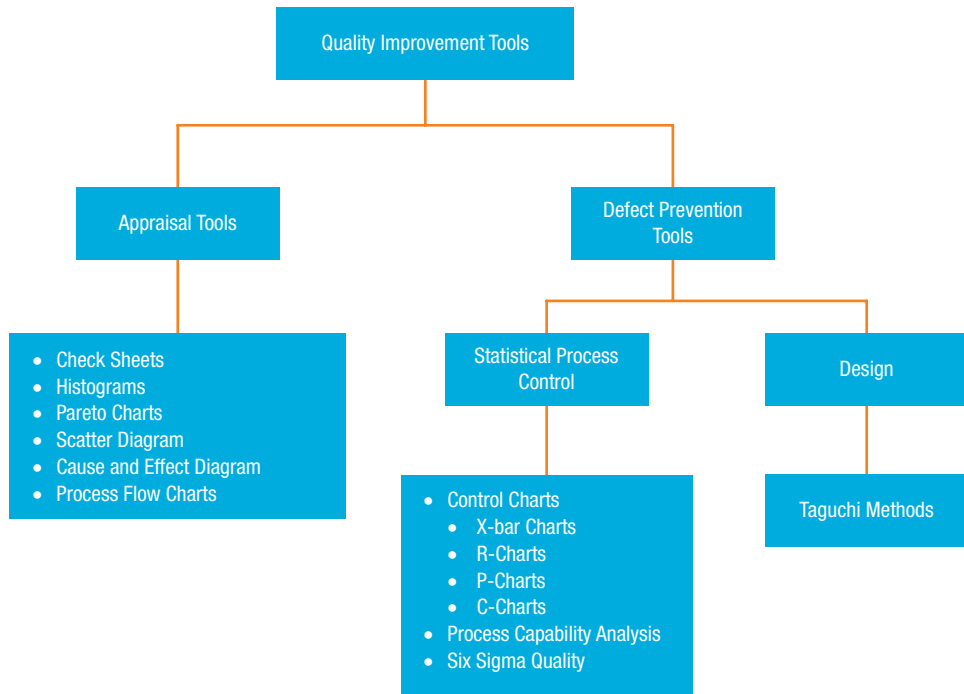 Quality Improvement Tools
Appraisal Tools
Defect Prevention
Tools
• Check Sheets
• Histograms
• Pareto Charts
• Scatter Diagram
• Cause and Effect Diagram
• Process Flow Charts
Statistical Process
Control
Design
• Control Charts
• X-bar Charts
• R-Charts
• P-Charts
• C-Charts
• Process Capability Analysis
• Six Sigma Quality
Taguchi Methods